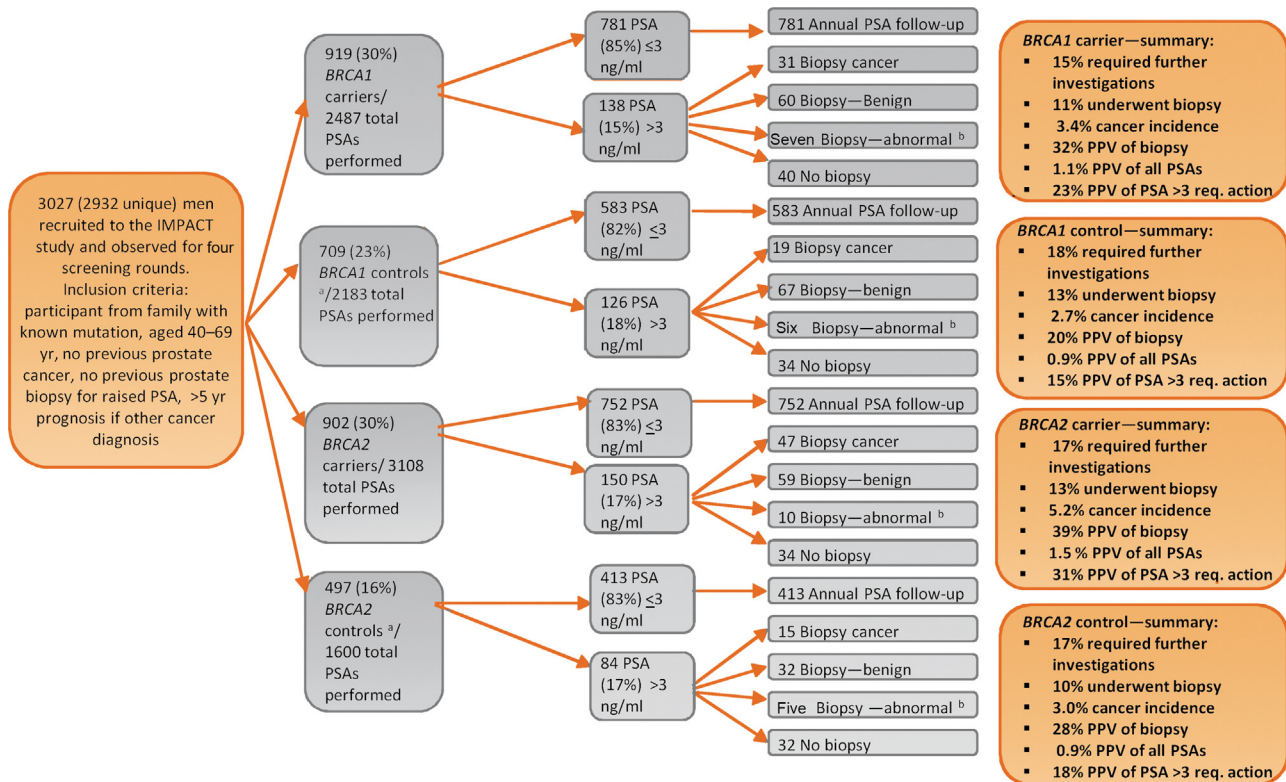 3027 (2932 unique) men
recruited to the IMPACT
study and observed for four
screening rounds.
Inclusion criteria:
participant from family with
known mutation, aged 40–69
yr, no previous prostate
cancer, no previous prostate
biopsy for raised PSA, >5 yr
prognosis if other cancer
diagnosis
919 (30%)
BRCA1
carriers/
2487 total
PSAs
performed
781 PSA
(85%) ≤3
ng/ml
138 PSA
(15%) >3
ng/ml
781 Annual PSA follow-up
31 Biopsy cancer
60 Biopsy—Benign
Seven Biopsy—abnormal b
40 No biopsy
BRCA1 carrier—summary:
▪ 15% required further
investigations
▪ 11% underwent biopsy
▪ 3.4% cancer incidence
▪ 32% PPV of biopsy
▪ 1.1% PPV of all PSAs
▪ 23% PPV of PSA >3 req. action
709 (23%)
BRCA1 controls
a/2183 total
PSAs performed
583 PSA
(82%) ≤3
ng/ml
126 PSA
(18%) >3
ng/ml
583 Annual PSA follow-up
19 Biopsy cancer
67 Biopsy—benign
Six Biopsy—abnormal b
34 No biopsy
BRCA1 control—summary:
▪ 18% required further
investigations
▪ 13% underwent biopsy
▪ 2.7% cancer incidence
▪ 20% PPV of biopsy
▪ 0.9% PPV of all PSAs
▪ 15% PPV of PSA >3 req. action
902 (30%)
BRCA2
carriers/ 3108
total PSAs
performed
752 PSA
(83%) ≤3
ng/ml
150 PSA
(17%) >3
ng/ml
752 Annual PSA follow-up
47 Biopsy cancer
59 Biopsy—benign
10 Biopsy—abnormal b
34 No biopsy
BRCA2 carrier—summary:
▪ 17% required further
investigations
▪ 13% underwent biopsy
▪ 5.2% cancer incidence
▪ 39% PPV of biopsy
▪ 1.5 % PPV of all PSAs
▪ 31% PPV of PSA >3 req. action
497 (16%)
BRCA2
controls a/
1600 total
PSAs
performed
413 PSA
(83%) ≤3
ng/ml
84 PSA
(17%) >3
ng/ml
413 Annual PSA follow-up
15 Biopsy cancer
32 Biopsy—benign
Five Biopsy —abnormal b
32 No biopsy
BRCA2 control—summary:
▪ 17% required further
investigations
▪ 10% underwent biopsy
▪ 3.0% cancer incidence
▪ 28% PPV of biopsy
▪ 0.9% PPV of all PSAs
▪ 18% PPV of PSA >3 req. action